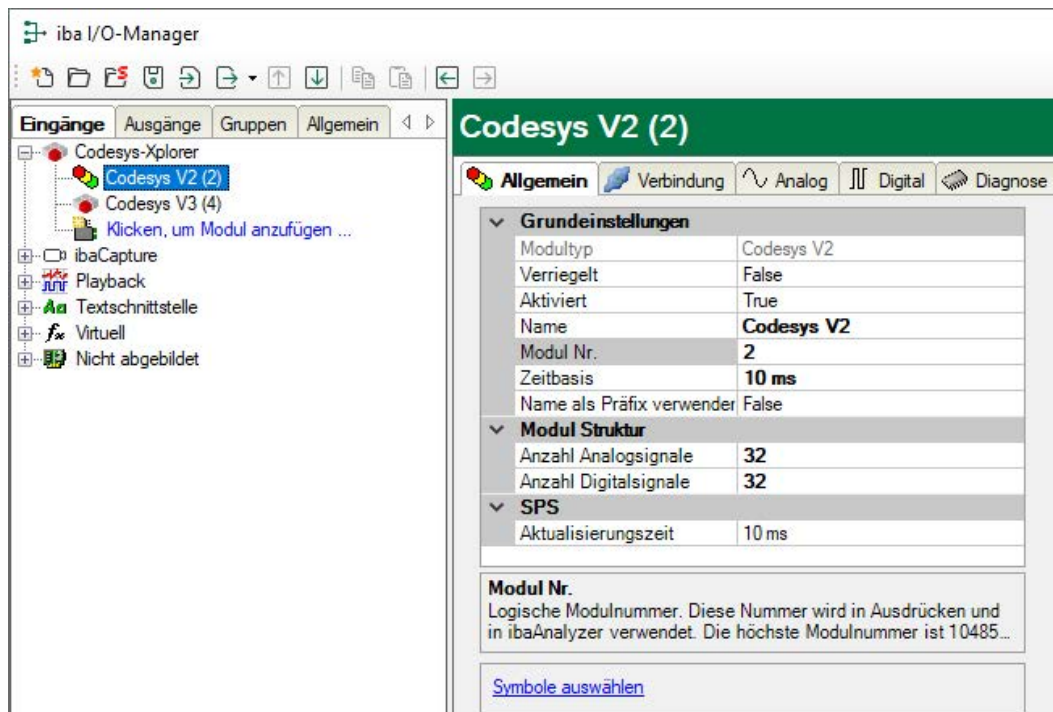 iba I/O-Manager
Eingänge Ausgänge Gruppen Allgemein
Codesys-Xplorer
Codesys V2 (2)
Codesys V3 (4)
Klicken, um Modul anzufügen ...
ibaCapture
Playback
Textschnittstelle
Virtuell
Nicht abgebildet
Codesys V2 (2)
Allgemein Verbindung Analog Digital Diagnose
Grundeinstellungen
Modultyp Codesys V2
Verriegelt False
Aktiviert True
Name Codesys V2
Modul Nr. 2
Zeitbasis 10 ms
Name als Präfix verwender False
Modul Struktur
Anzahl Analogsignale 32
Anzahl Digitalsignale 32
SPS
Aktualisierungszeit 10 ms
Modul Nr.
Logische Modulnummer. Diese Nummer wird in Ausdrücken und
in ibaAnalyzer verwendet. Die höchste Modulnummer ist 10485...
Symbole auswählen